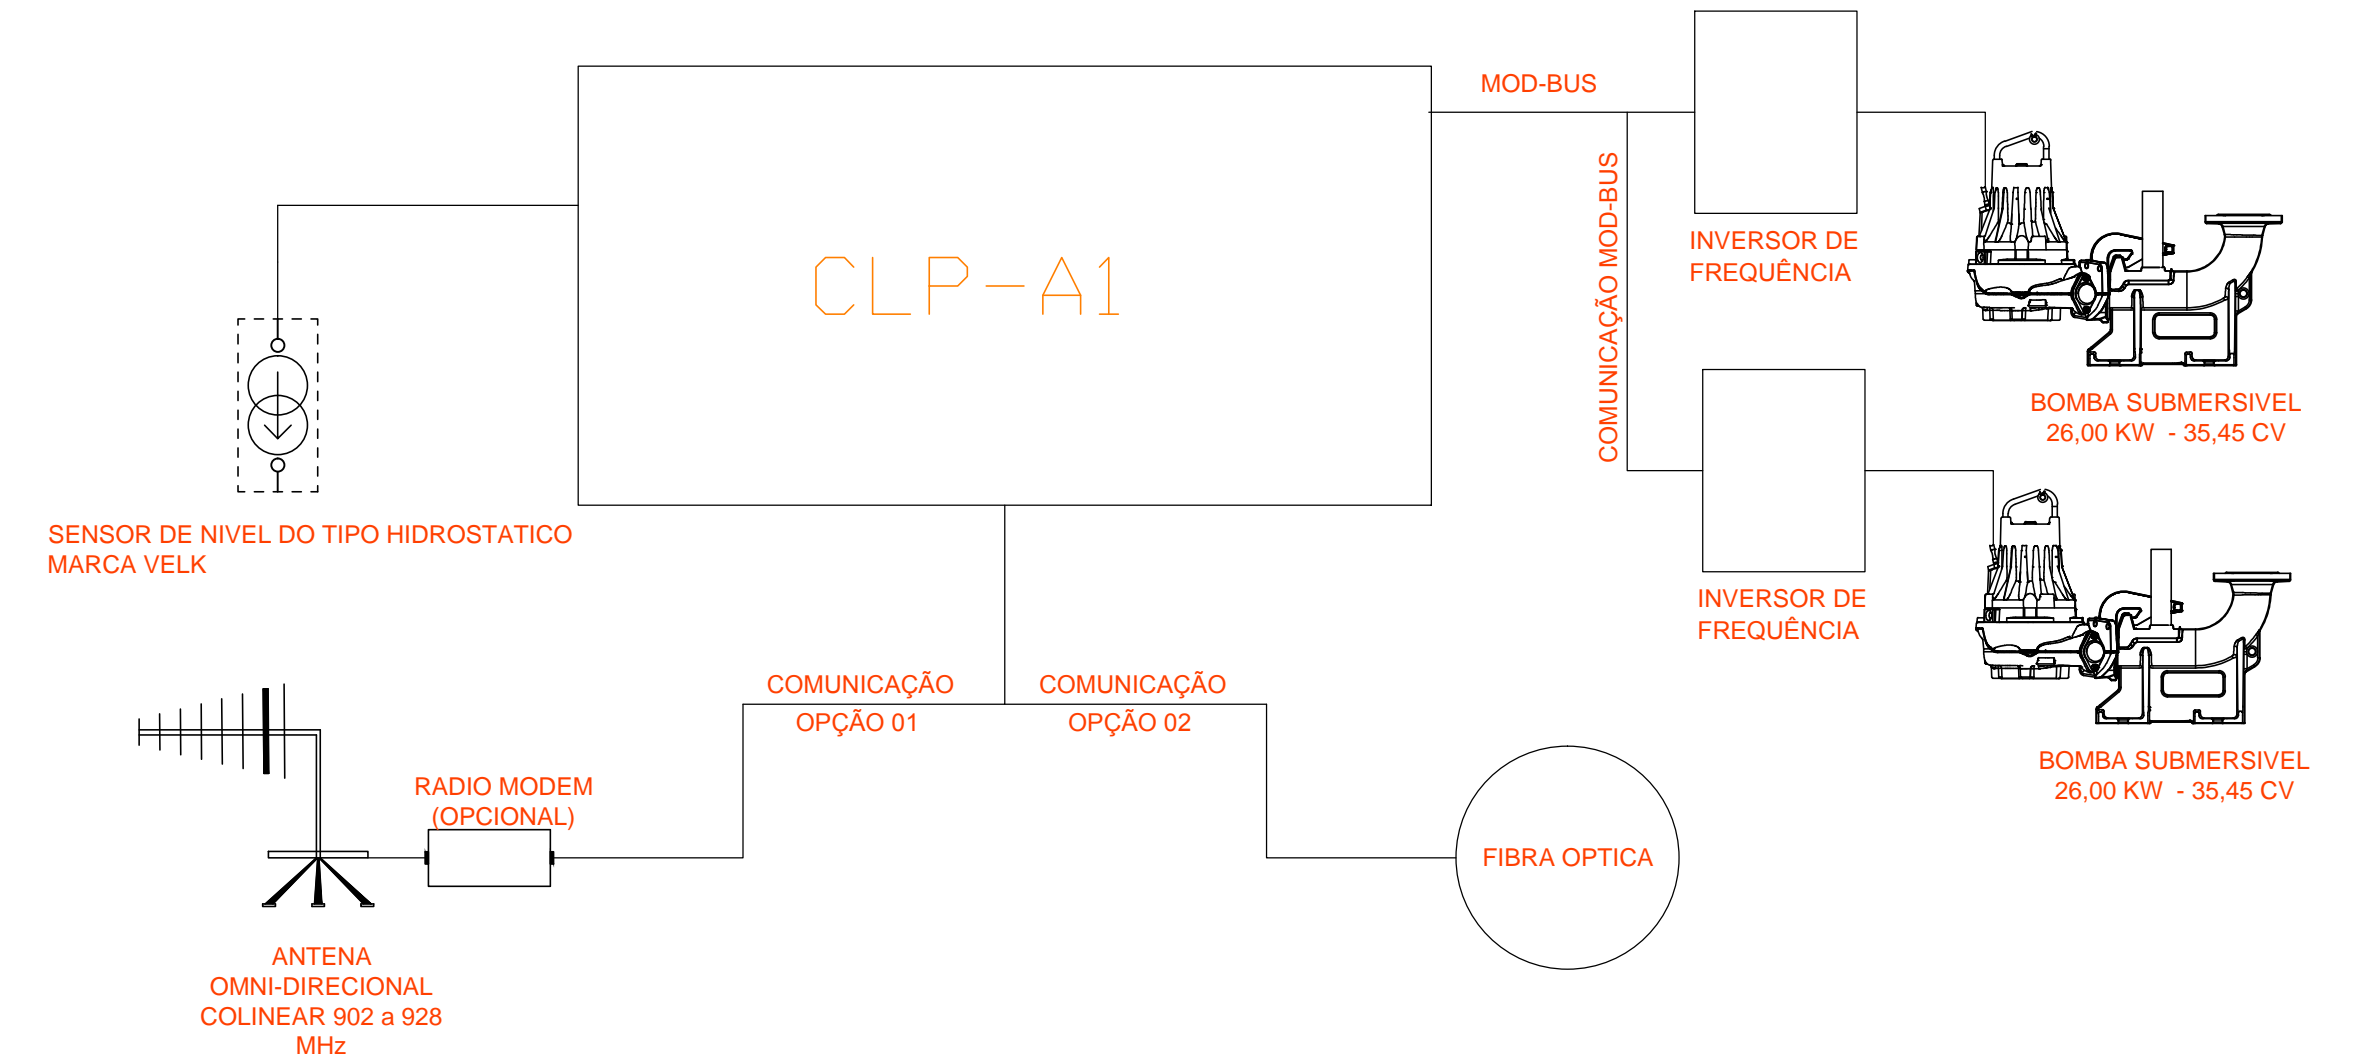 MOD-BUS
COMUNICAÇÃO MOD-BUS
CLP-A1
INVERSOR DE
FREQUÊNCIA
BOMBA SUBMERSIVEL
26,00 KW - 35,45 CV
SENSOR DE NIVEL DO TIPO HIDROSTATICO
MARCA VELK
INVERSOR DE
FREQUÊNCIA
BOMBA SUBMERSIVEL
26,00 KW - 35,45 CV
COMUNICAÇÃO
OPÇÃO 01
COMUNICAÇÃO
OPÇÃO 02
RADIO MODEM
(OPCIONAL)
FIBRA OPTICA
ANTENA
OMNI-DIRECIONAL
COLINEAR 902 a 928
MHz